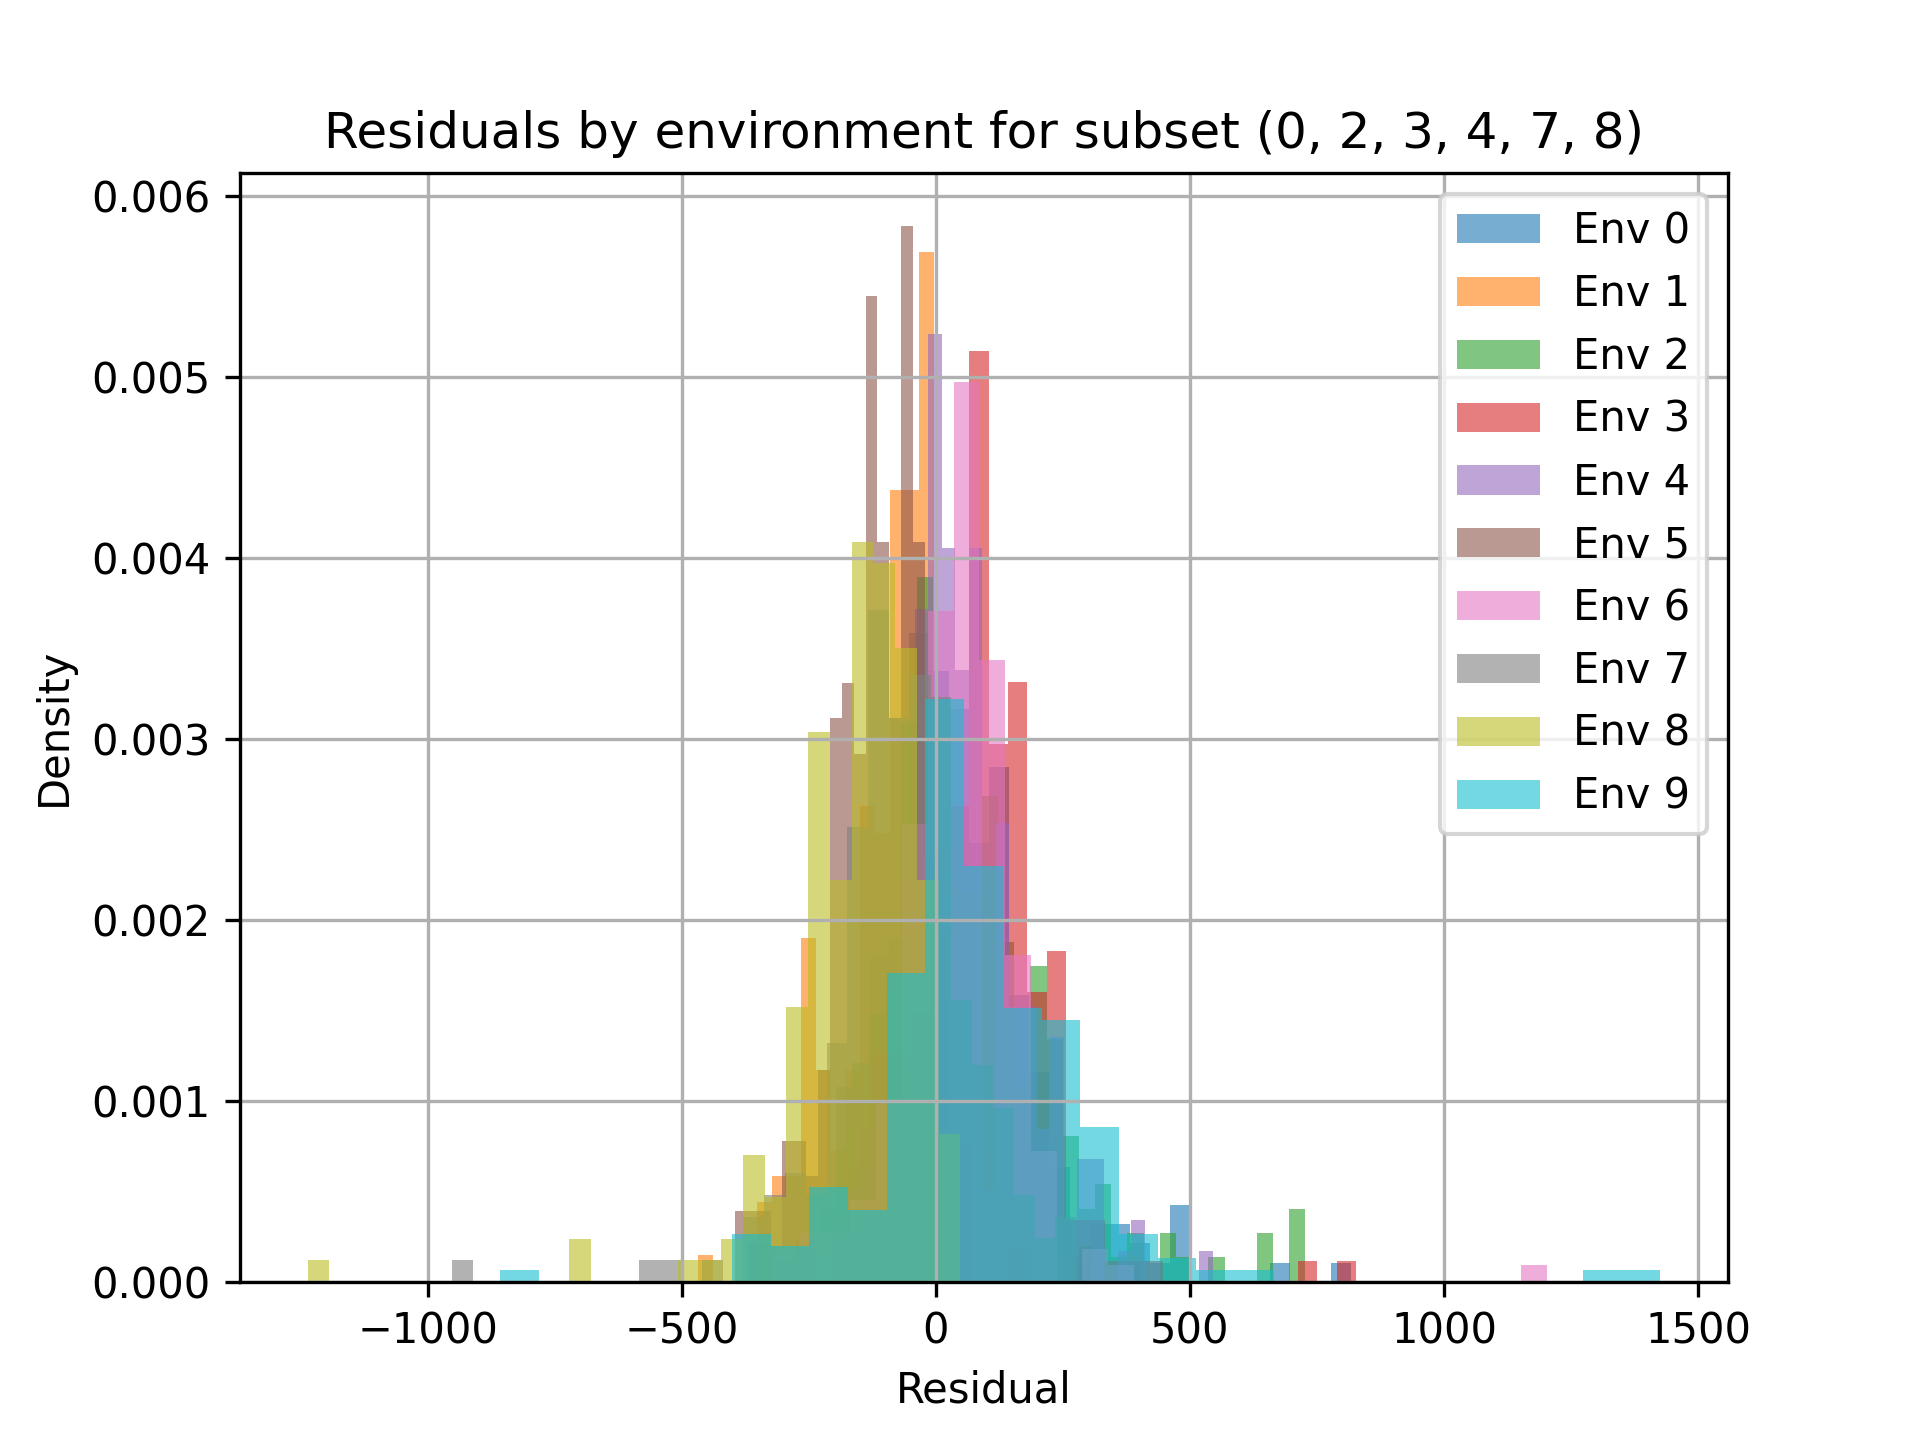 Residuals by environment for subset (0, 2, 3, 4, 7, 8)
0.006
0.005
0.004
0.003
0.002
0.001
0.000
Density
−1000
−500
0
500
1000
1500
Residual
Env 0
Env 1
Env 2
Env 3
Env 4
Env 5
Env 6
Env 7
Env 8
Env 9